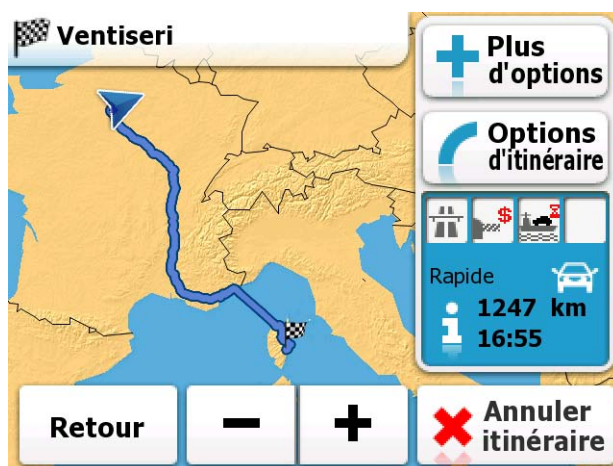 Ventiseri
Plus
d'options
Options
d'itinéraire
$
Rapide
1247 km
16:55
Retour
Annuler
itinéraire